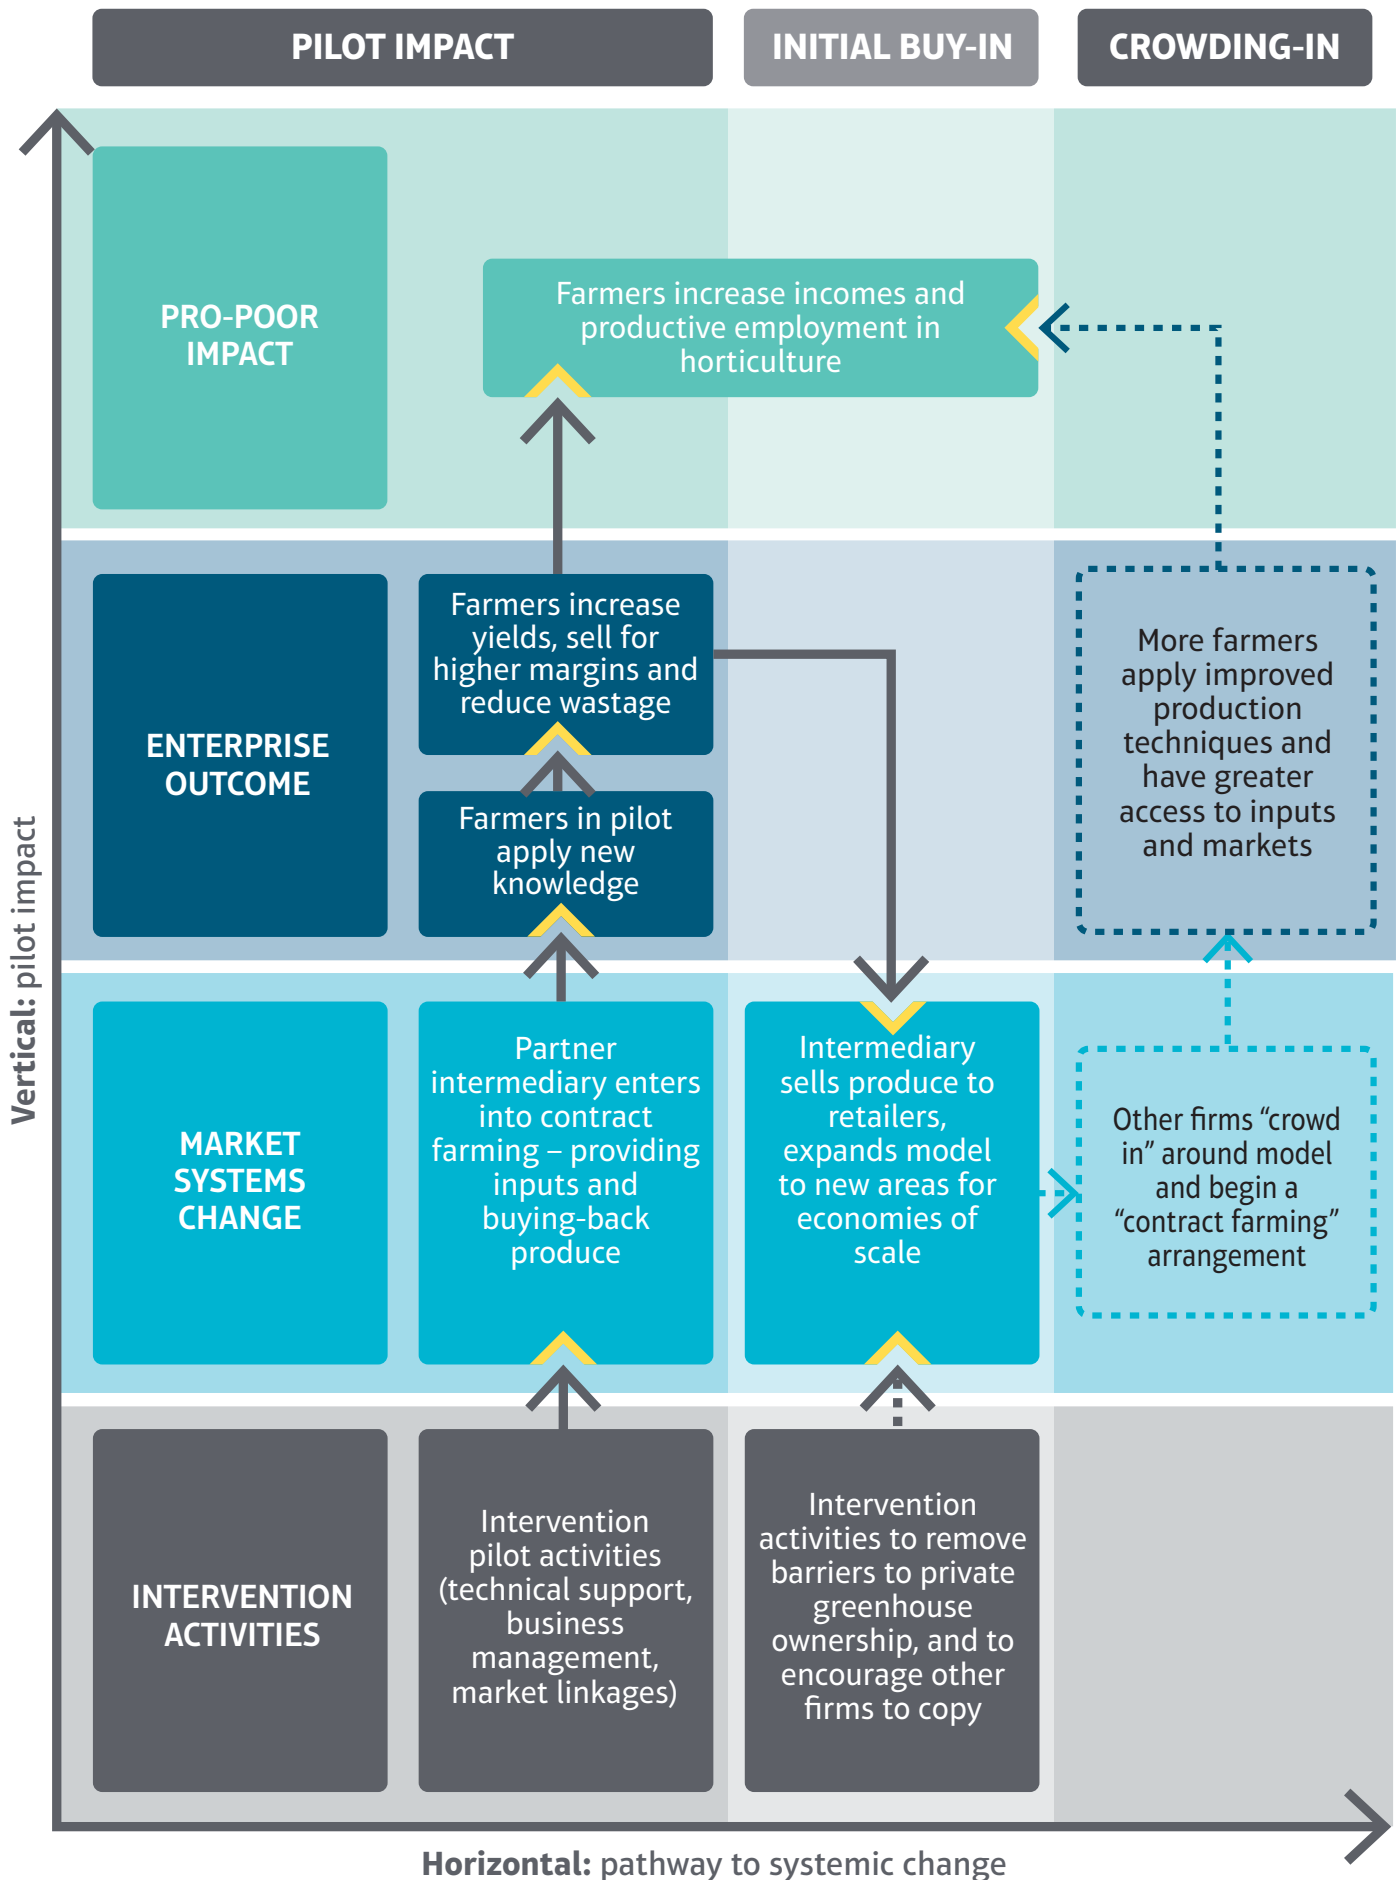 PILOT IMPACT
INITIAL BUY-IN
CROWDING-IN
PRO-POOR
IMPACT
Farmers increase incomes and
productive employment in
horticulture
ENTERPRISE
OUTCOME
Farmers increase
yields, sell for
higher margins and
reduce wastage
Farmers in pilot
apply new
knowledge
More farmers
apply improved
production
techniques and
have greater
access to inputs
and markets
MARKET
SYSTEMS
CHANGE
Partner
intermediary enters
into contract
farming – providing
inputs and
buying-back
produce
Intermediary
sells produce to
retailers,
expands model
to new areas for
economies of
scale
Other firms “crowd
in” around model
and begin a
“contract farming”
arrangement
INTERVENTION
ACTIVITIES
Intervention
pilot activities
(technical support,
business
management,
market linkages)
Intervention
activities to remove
barriers to private
greenhouse
ownership, and to
encourage other
firms to copy
Vertical: pilot impact
Horizontal: pathway to systemic change